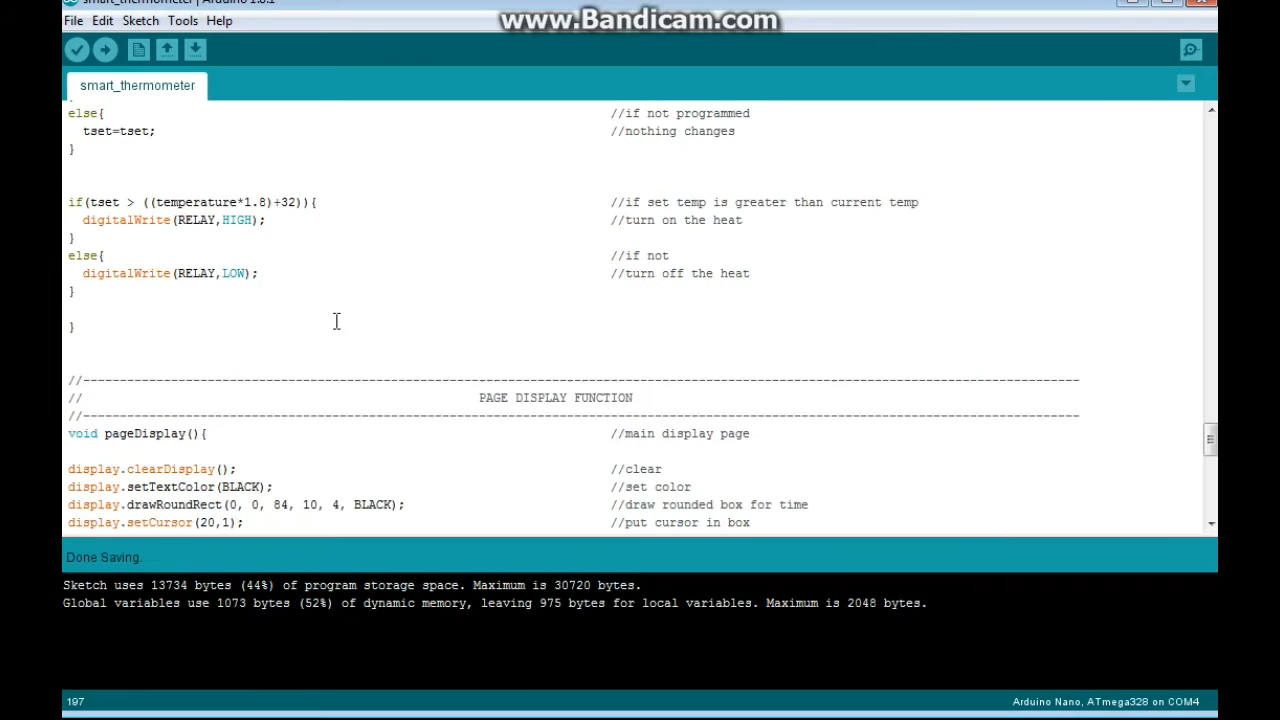 smart_thermometer | Arduino 1.8.1
www.Bandicam.com
File Edit Sketch Tools Help
smart_thermometer
else{ //if not programmed
tset=tset; //nothing changes
}
if(tset > ((temperature*1.8)+32)){ //if set temp is greater than current temp
digitalWrite(RELAY,HIGH); //turn on the heat
}
else{ //if not
digitalWrite(RELAY,LOW); //turn off the heat
}
}
//----------------------------------------------------------------------------------------------------------------------------------------
// PAGE DISPLAY FUNCTION
//----------------------------------------------------------------------------------------------------------------------------------------
void pageDisplay(){ //main display page
display.clearDisplay(); //clear
display.setTextColor(BLACK); //set color
display.drawRoundRect(0, 0, 84, 10, 4, BLACK); //draw rounded box for time
display.setCursor(20,1); //put cursor in box
Done Saving.
Sketch uses 13734 bytes (44%) of program storage space. Maximum is 30720 bytes.
Global variables use 1073 bytes (52%) of dynamic memory, leaving 975 bytes for local variables. Maximum is 2048 bytes.
197 Arduino Nano, ATmega328 on COM4